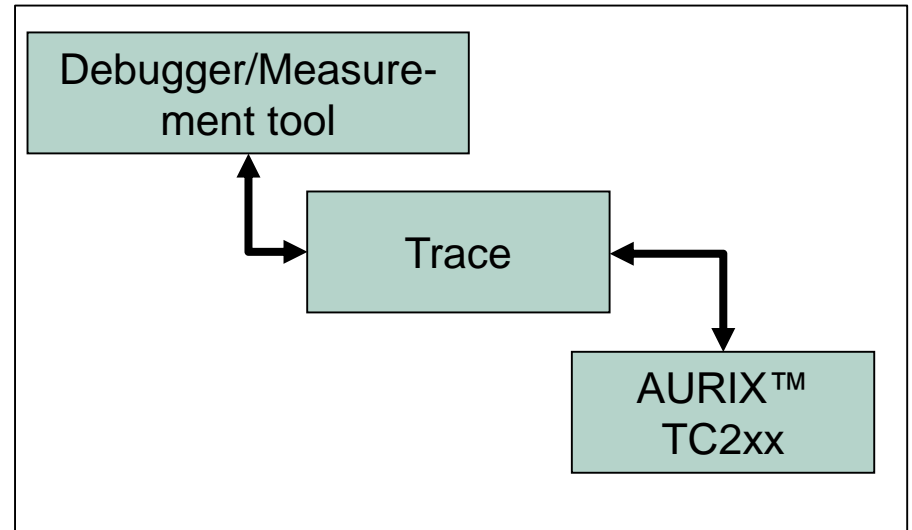 Debugger/Measure-
ment tool
Trace
AURIX™
TC2xx